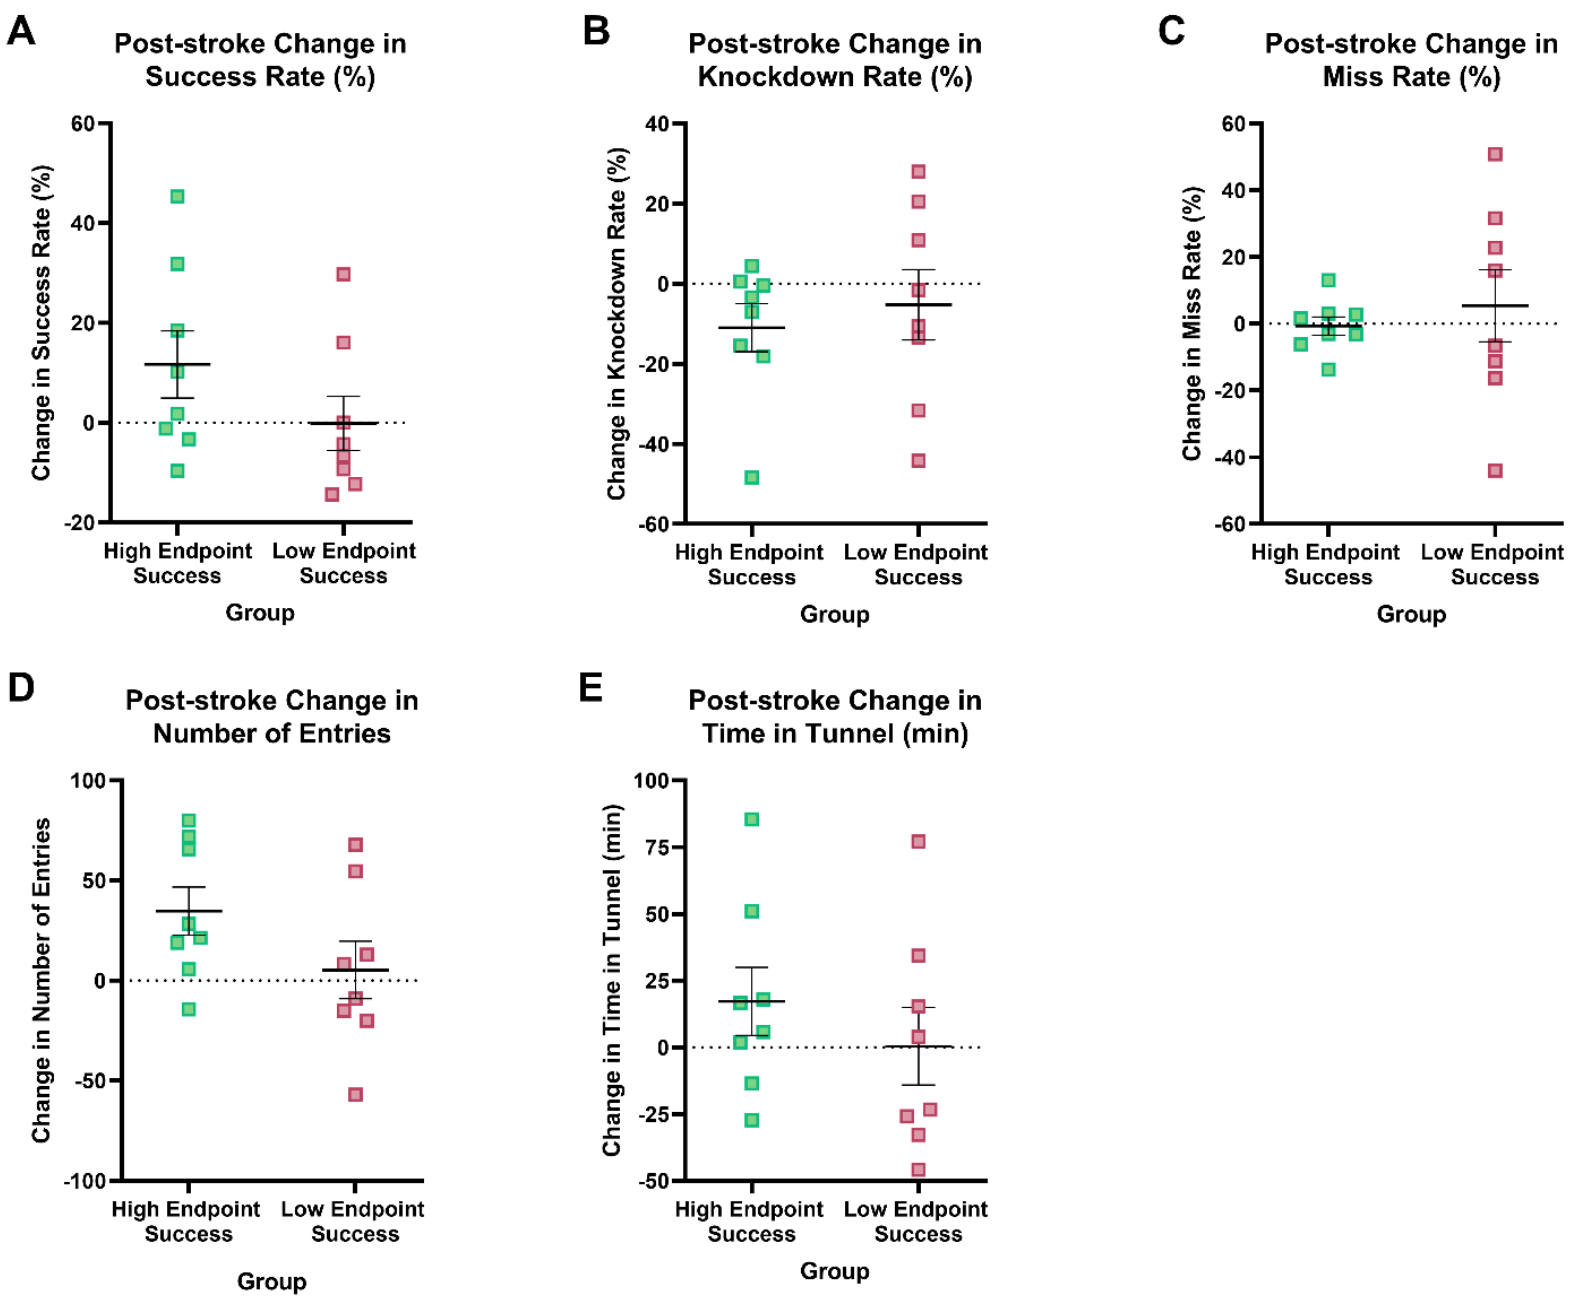 A
Post-stroke Change in
Success Rate (%)
Change in Success Rate (%)
60
40
20
0
-20
High Endpoint
Success
Low Endpoint
Success
Group
B
Post-stroke Change in
Knockdown Rate (%)
Change in Knockdown Rate (%)
40
20
0
-20
-40
-60
High Endpoint
Success
Low Endpoint
Success
Group
C
Post-stroke Change in
Miss Rate (%)
Change in Miss Rate (%)
60
40
20
0
-20
-40
-60
High Endpoint
Success
Low Endpoint
Success
Group
D
Post-stroke Change in
Number of Entries
Change in Number of Entries
100
50
0
-50
-100
High Endpoint
Success
Low Endpoint
Success
Group
E
Post-stroke Change in
Time in Tunnel (min)
Change in Time in Tunnel (min)
100
75
50
25
0
-25
-50
High Endpoint
Success
Low Endpoint
Success
Group